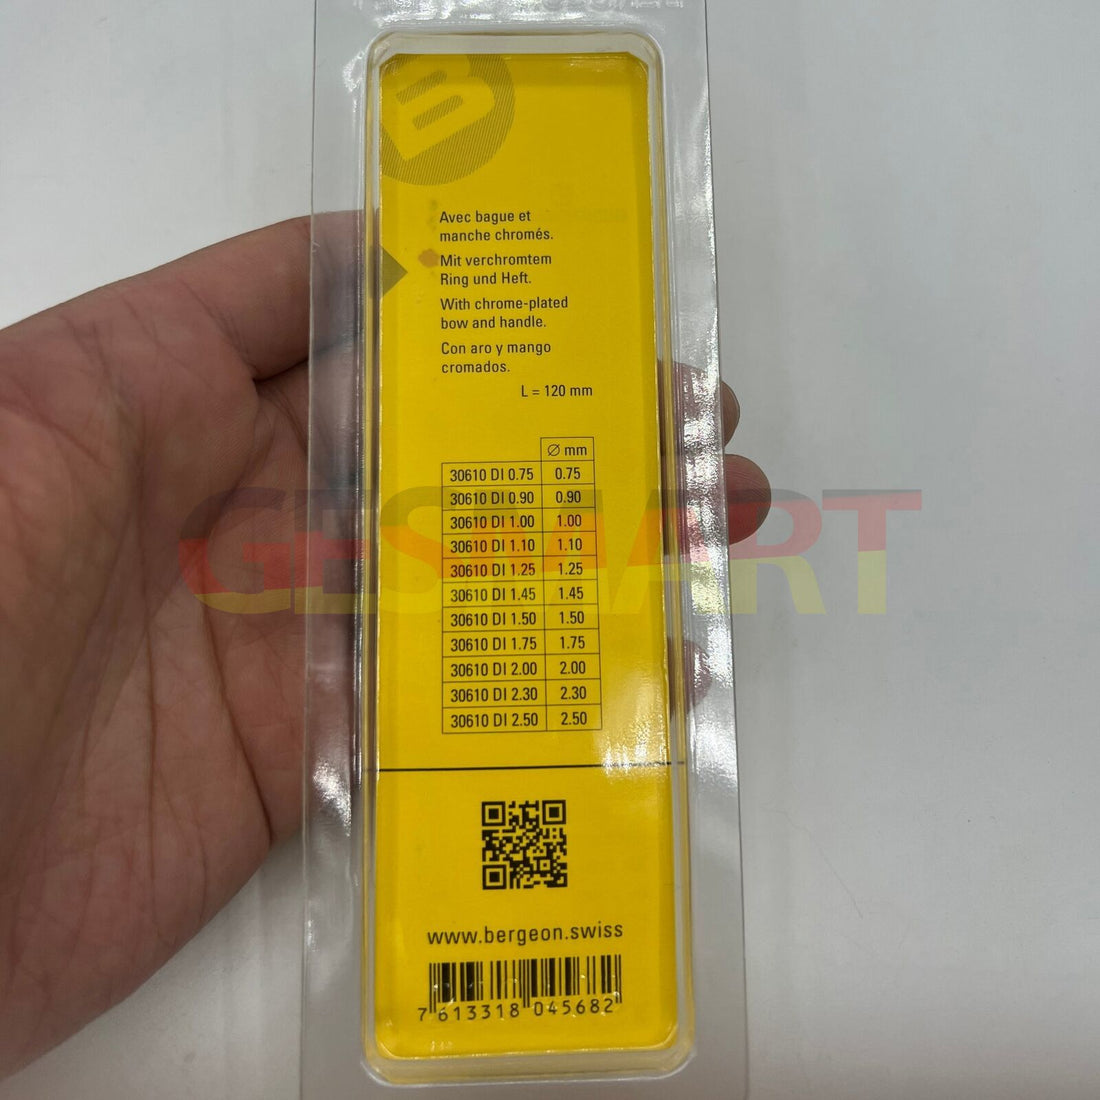 B
Avec bague et
manche chromés.
Mit verchromtem
Ring und Heft.
With chrome-plated
bow and handle.
Con aro y mango
cromados.
L = 120 mm
Ø mm
30610 DI 0.75 0.75
30610 DI 0.90 0.90
30610 DI 1.00 1.00
30610 DI 1.10 1.10
30610 DI 1.25 1.25
30610 DI 1.45 1.45
30610 DI 1.50 1.50
30610 DI 1.75 1.75
30610 DI 2.00 2.00
30610 DI 2.30 2.30
30610 DI 2.50 2.50
GESMART
www.bergeon.swiss
7 613318 045682